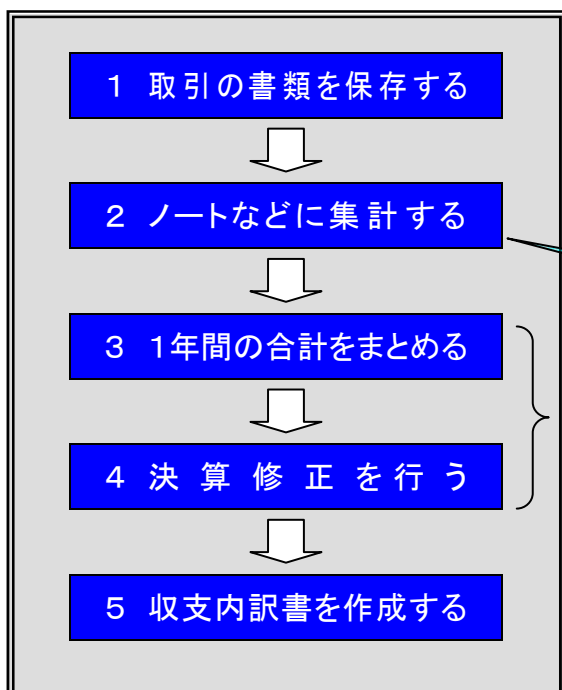 １ 取引の書類を保存する
２ ノートなどに集計する
３ １年間の合計をまとめる
４ 決算修正を行う
５ 収支内訳書を作成する